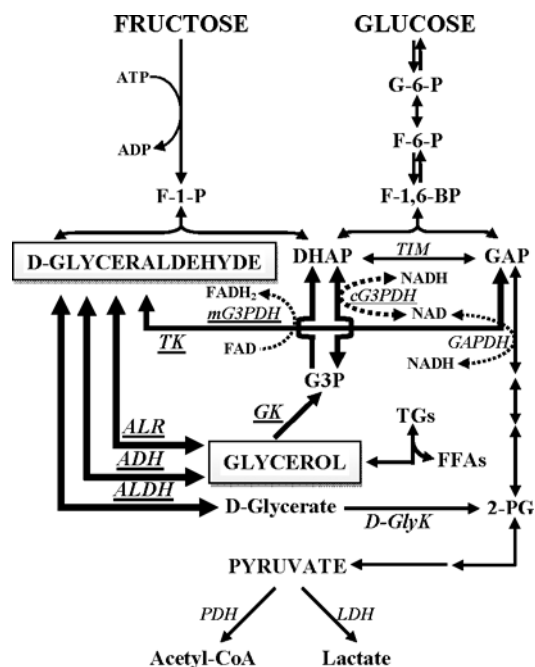 FRUCTOSE GLUCOSE
ATP G-6-P
F-6-P
ADP
F-1-P F-1,6-BP
D-GLYCERALDEHYDE DHAP TIM GAP
FADH2 NADH
mG3PDH cG3PDH
NAD
TK FAD GAPDH
NADH
G3P
GK TGs
ALR
ADH GLYCEROL FFAs
ALDH
D-Glycerate D-GlyK 2-PG
PYRUVATE
PDH LDH
Acetyl-CoA Lactate